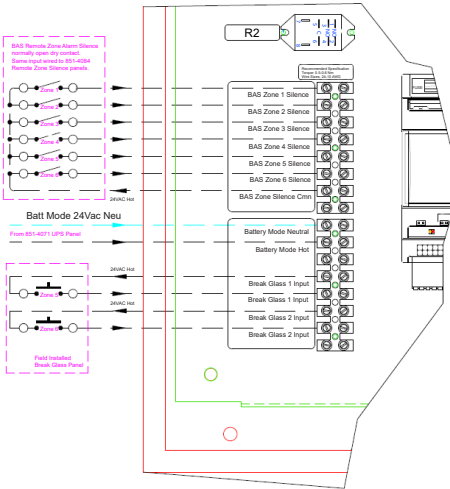 R2
BAS Remote Zone Alarm Silence
normally open dry contact.
Same input wired to 851-4084
Remote Zone Silence panels.
Zone 1
Zone 2
Zone 3
Zone 4
Zone 5
Zone 6
24VAC Hot
BAS Zone 1 Silence
BAS Zone 2 Silence
BAS Zone 3 Silence
BAS Zone 4 Silence
BAS Zone 5 Silence
BAS Zone 6 Silence
BAS Zone Silence Cmn
Recommended Specification
FUSE
Batt Mode 24Vac Neu
From 851-4071 UPS Panel
Battery Mode Neutral
Battery Mode Hot
24VAC Hot
Zone 5
24VAC Hot
Zone 6
Break Glass 1 Input
Break Glass 1 Input
Break Glass 2 Input
Break Glass 2 Input
Field Installed
Break Glass Panel